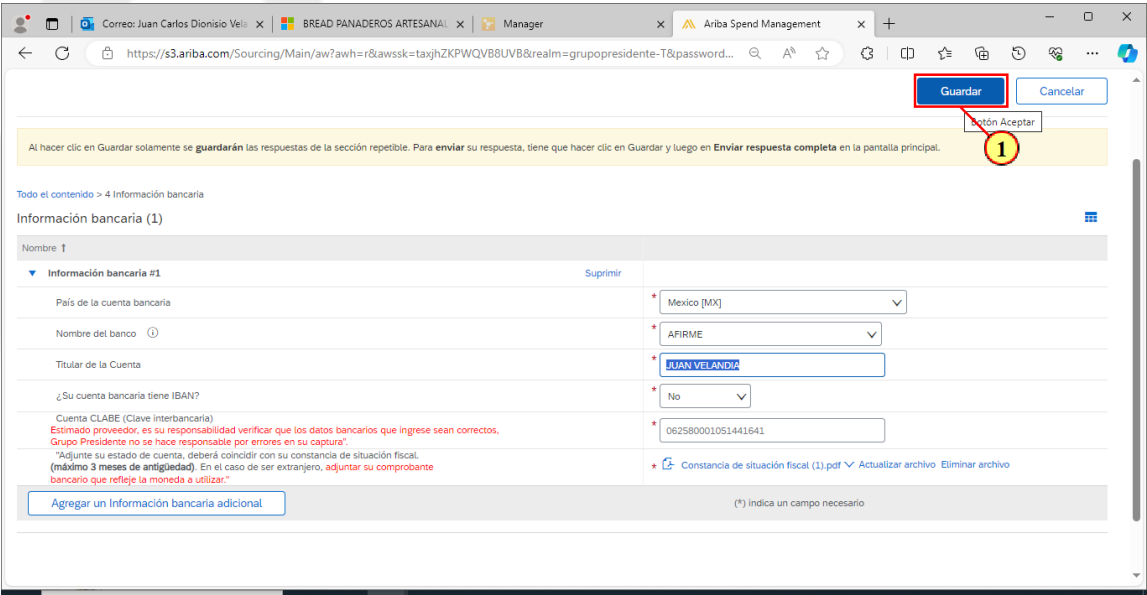 Correo: Juan Carlos Dionisio Vela
BREAD PANADEROS ARTESANAL
Manager
Ariba Spend Management
https://s3.ariba.com/Sourcing/Main/aw?awh=r&awssk=taxjhZKPWQVB8UVB&realm=grupopresidente-T&password...
Guardar
Cancelar
Botón Aceptar
1
Al hacer clic en Guardar solamente se guardarán las respuestas de la sección repetible. Para enviar su respuesta, tiene que hacer clic en Guardar y luego en Enviar respuesta completa en la pantalla principal.
Todo el contenido > 4 Información bancaria
Información bancaria (1)
Nombre ↑
Información bancaria #1
Suprimir
País de la cuenta bancaria
* Mexico [MX]
Nombre del banco
* AFIRME
Titular de la Cuenta
* JUAN VELANDIA
¿Su cuenta bancaria tiene IBAN?
* No
Cuenta CLABE (Clave interbancaria)
Estimado proveedor, es su responsabilidad verificar que los datos bancarios que ingrese sean correctos,
Grupo Presidente no se hace responsable por errores en su captura".
* 062580001051441641
"Adjunte su estado de cuenta, deberá coincidir con su constancia de situación fiscal.
(máximo 3 meses de antigüedad). En el caso de ser extranjero, adjuntar su comprobante
bancario que refleje la moneda a utilizar."
* Constancia de situación fiscal (1).pdf Actualizar archivo Eliminar archivo
Agregar un Información bancaria adicional
(*) indica un campo necesario